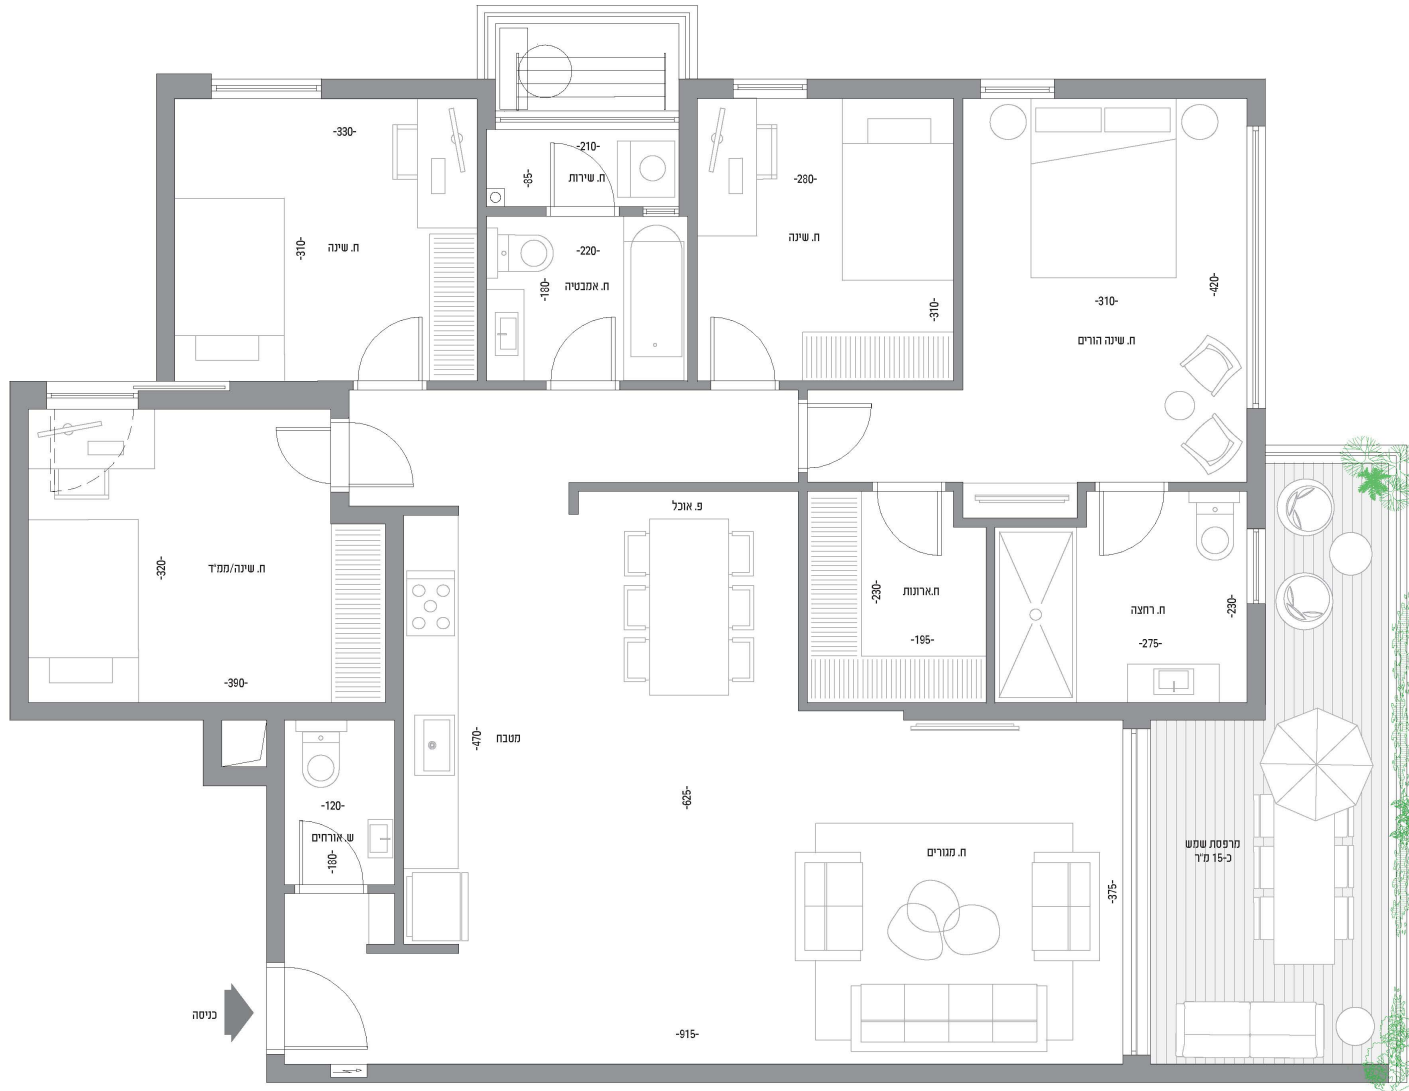 -330-
-310-
ח. שינה
-210-
-85-
ח. שירות
-220-
-180-
ח. אמבטיה
-280-
ח. שינה
-310-
-310-
-420-
ח. שינה הורים
-320-
ח. שינה/ממ"ד
-390-
פ. אוכל
-230-
ח.ארונות
-195-
ח. רחצה
-275-
-230-
-470-
מטבח
-120-
ש. אורחים
-180-
-625-
ח. מגורים
-375-
מרפסת שמש
כ-15 מ"ר
כניסה
-915-